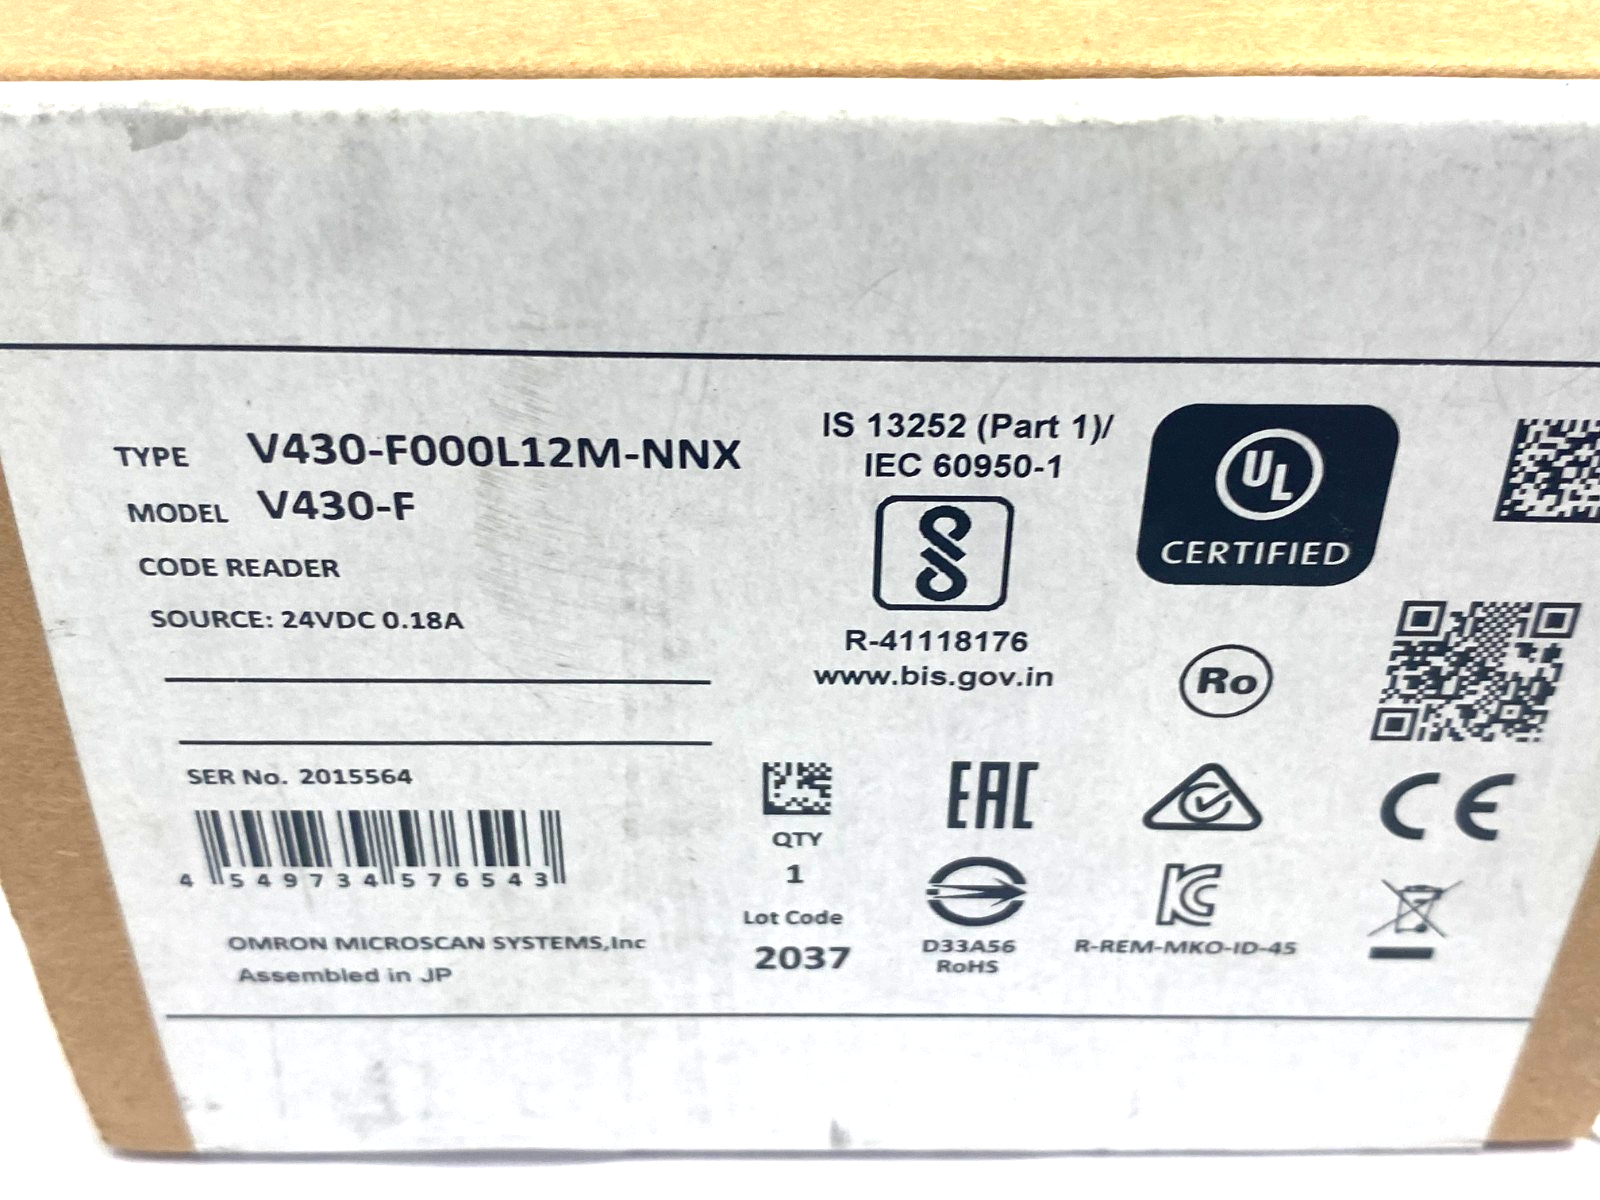 TYPE V430-F000L12M-NNX
MODEL V430-F
CODE READER
SOURCE: 24VDC 0.18A
SER No. 2015564
4 549734 576543
OMRON MICROSCAN SYSTEMS,Inc
Assembled in JP
IS 13252 (Part 1)/
IEC 60950-1
R-41118176
www.bis.gov.in
UL
CERTIFIED
Ro
QTY
1
Lot Code
2037
EAC
D33A56
RoHS
KC
R-REM-MKO-ID-45
CE